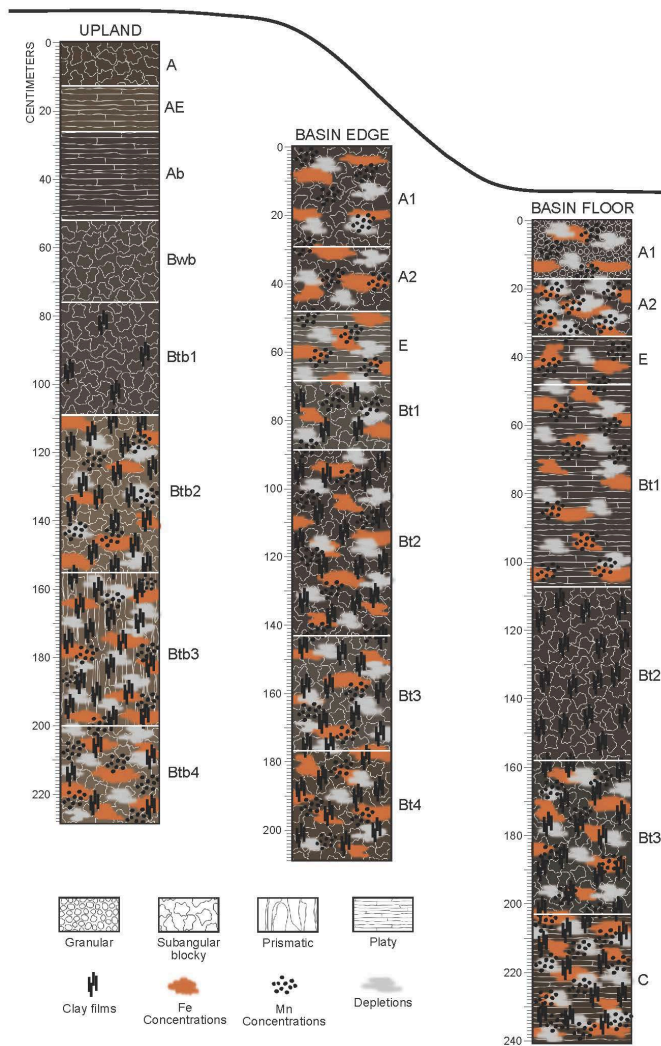 UPLAND
CENTIMETERS
0
20
40
60
80
100
120
140
160
180
200
220
A
AE
Ab
Bwb
Btb1
Btb2
Btb3
Btb4
BASIN EDGE
0
20
40
60
80
100
120
140
160
180
200
A1
A2
E
Bt1
Bt2
Bt3
Bt4
BASIN FLOOR
0
20
40
60
80
100
120
140
160
180
200
220
240
A1
A2
E
Bt1
Bt2
Bt3
C
Granular
Subangular
blocky
Prismatic
Platy
Clay films
Fe
Concentrations
Mn
Concentrations
Depletions